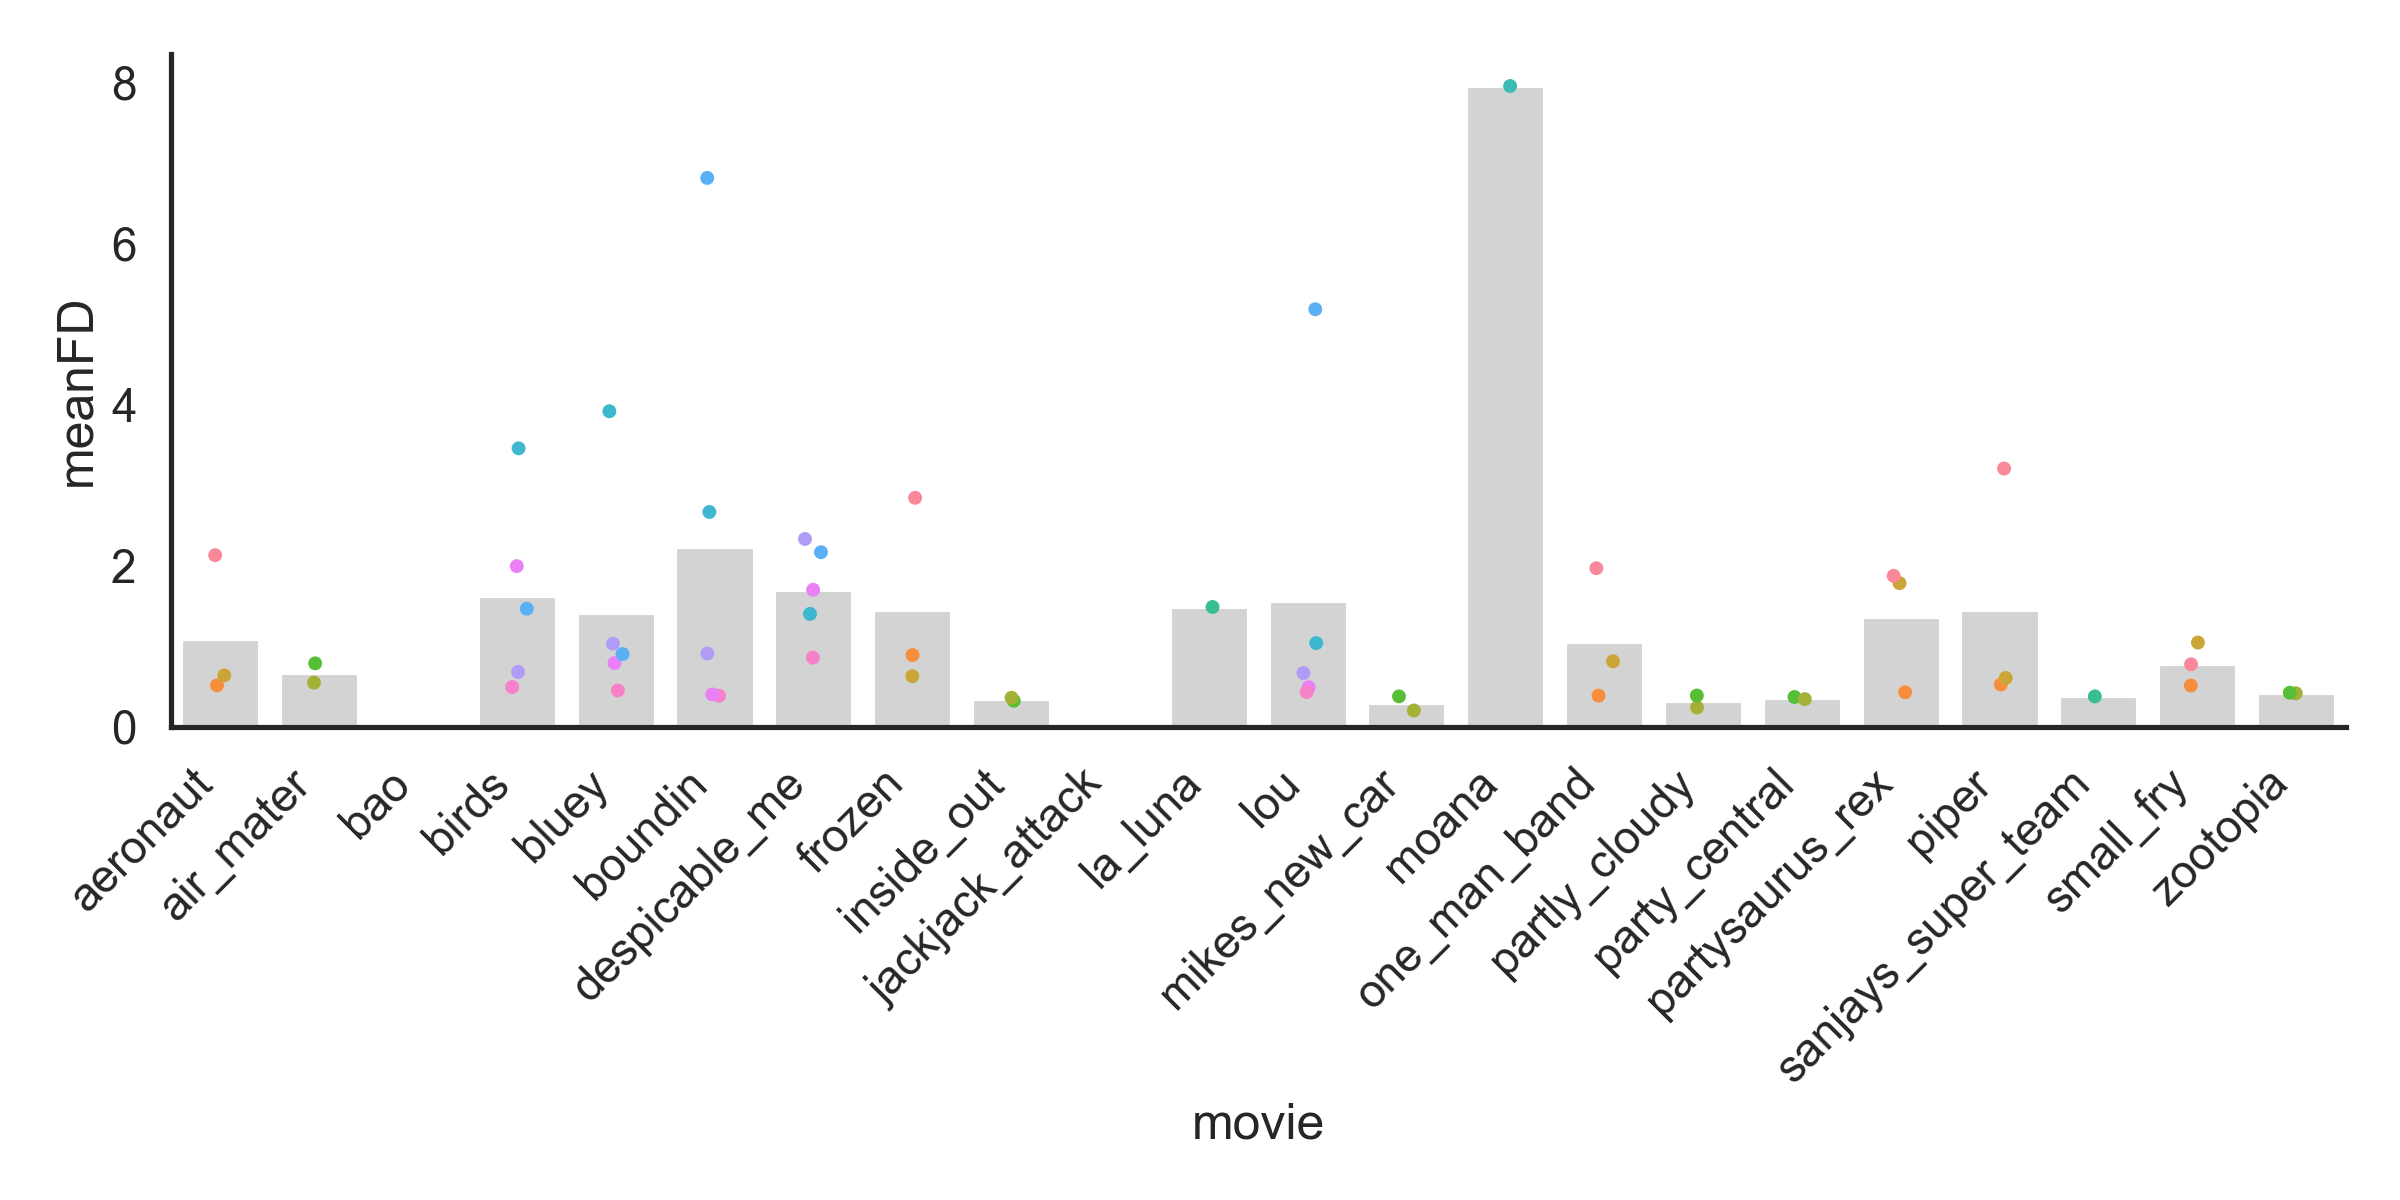 meanFD
8
6
4
2
0
aeronaut
air_mater
bao
birds
bluey
boundin
despicable_me
frozen
inside_out
jackjack_attack
la_luna
lou
mikes_new_car
moana
one_man_band
partly_cloudy
party_central
partysaurus_rex
piper
sanjays_super_team
small_fry
zootopia
movie